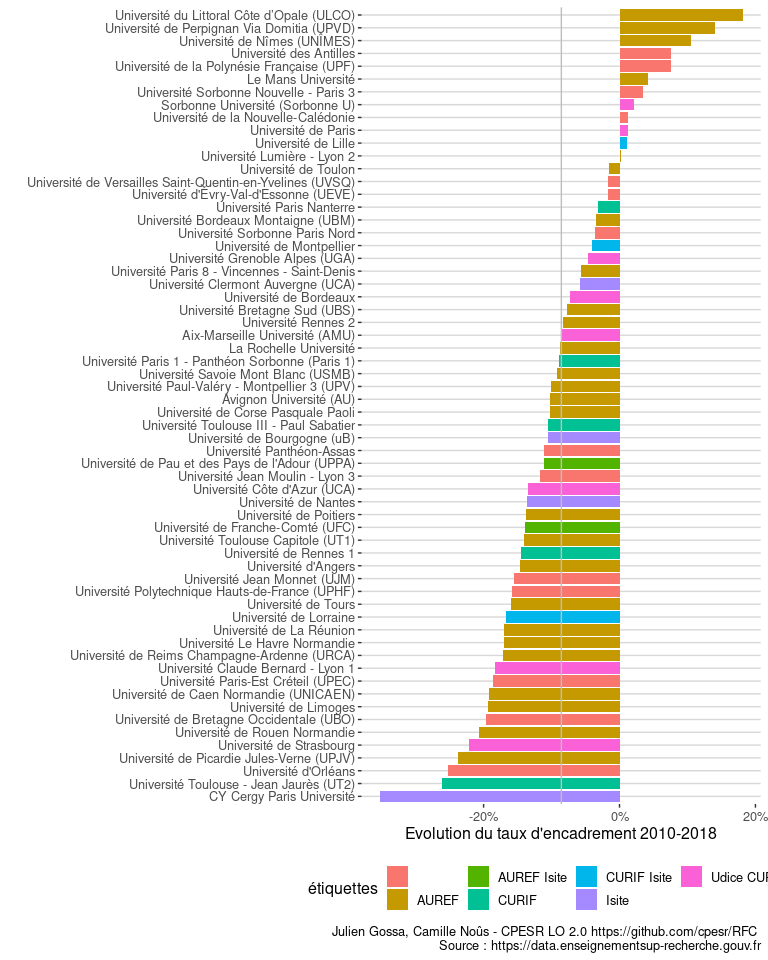 Université du Littoral Côte d'Opale (ULCO)
Université de Perpignan Via Domitia (UPVD)
Université de Nîmes (UNÎMES)
Université des Antilles
Université de la Polynésie Française (UPF)
Le Mans Université
Université Sorbonne Nouvelle - Paris 3
Sorbonne Université (Sorbonne U)
Université de la Nouvelle-Calédonie
Université de Paris
Université de Lille
Université Lumière - Lyon 2
Université de Toulon
Université de Versailles Saint-Quentin-en-Yvelines (UVSQ)
Université d'Évry-Val-d'Essonne (UEVE)
Université Paris Nanterre
Université Bordeaux Montaigne (UBM)
Université Sorbonne Paris Nord
Université de Montpellier
Université Grenoble Alpes (UGA)
Université Paris 8 - Vincennes - Saint-Denis
Université Clermont Auvergne (UCA)
Université de Bordeaux
Université Bretagne Sud (UBS)
Université Rennes 2
Aix-Marseille Université (AMU)
La Rochelle Université
Université Paris 1 - Panthéon Sorbonne (Paris 1)
Université Savoie Mont Blanc (USMB)
Université Paul-Valéry - Montpellier 3 (UPV)
Avignon Université (AU)
Université de Corse Pasquale Paoli
Université Toulouse III - Paul Sabatier
Université de Bourgogne (uB)
Université Panthéon-Assas
Université de Pau et des Pays de l'Adour (UPPA)
Université Jean Moulin - Lyon 3
Université Côte d'Azur (UCA)
Université de Nantes
Université de Poitiers
Université de Franche-Comté (UFC)
Université Toulouse Capitole (UT1)
Université de Rennes 1
Université d'Angers
Université Jean Monnet (UJM)
Université Polytechnique Hauts-de-France (UPHF)
Université de Tours
Université de Lorraine
Université de La Réunion
Université Le Havre Normandie
Université de Reims Champagne-Ardenne (URCA)
Université Claude Bernard - Lyon 1
Université Paris-Est Créteil (UPEC)
Université de Caen Normandie (UNICAEN)
Université de Limoges
Université de Bretagne Occidentale (UBO)
Université de Rouen Normandie
Université de Strasbourg
Université de Picardie Jules-Verne (UPJV)
Université d'Orléans
Université Toulouse - Jean Jaurès (UT2)
CY Cergy Paris Université
-20% 0% 20%
Evolution du taux d'encadrement 2010-2018
étiquettes
AUREF Isite CURIF Isite Udice
AUREF CURIF Isite
Julien Gossa, Camille Noûs - CPESR LO 2.0 https://github.com/cpesr/RFC
Source : https://data.enseignementsup-recherche.gouv.fr